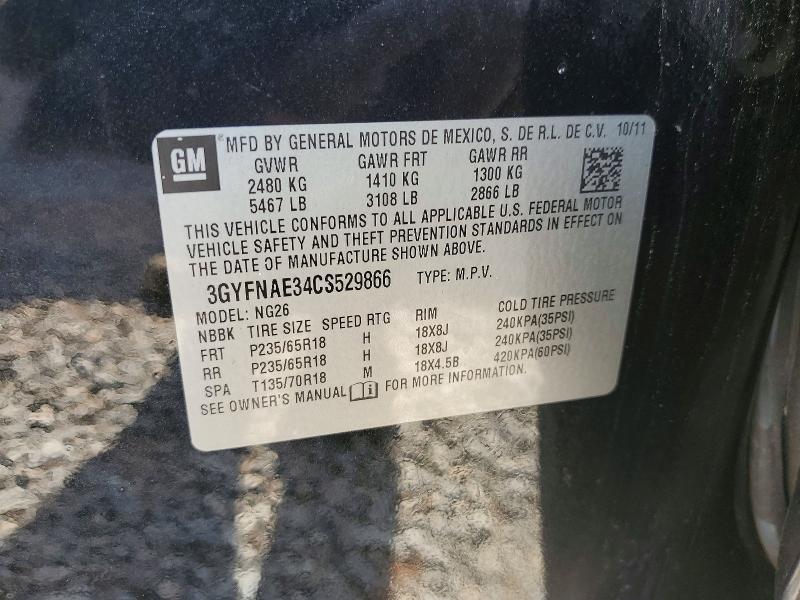 GM
MFD BY GENERAL MOTORS DE MEXICO, S. DE R.L. DE C.V. 10/11
GVWR GAWR FRT GAWR RR
2480 KG 1410 KG 1300 KG
5467 LB 3108 LB 2866 LB
THIS VEHICLE CONFORMS TO ALL APPLICABLE U.S. FEDERAL MOTOR
VEHICLE SAFETY AND THEFT PREVENTION STANDARDS IN EFFECT ON
THE DATE OF MANUFACTURE SHOWN ABOVE.
3GYFNAE34CS529866 TYPE: M.P.V.
MODEL: NG26
NBBK TIRE SIZE SPEED RTG RIM COLD TIRE PRESSURE
FRT P235/65R18 H 18X8J 240KPA(35PSI)
RR P235/65R18 H 18X8J 240KPA(35PSI)
SPA T135/70R18 M 18X4.5B 420KPA(60PSI)
SEE OWNER'S MANUAL FOR MORE INFORMATION.